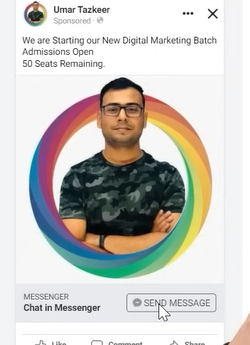 Umar Tazkeer
Sponsored ·
We are Starting our New Digital Marketing Batch
Admissions Open
50 Seats Remaining.
MESSENGER
Chat in Messenger
SEND MESSAGE
Like
Comment
Share